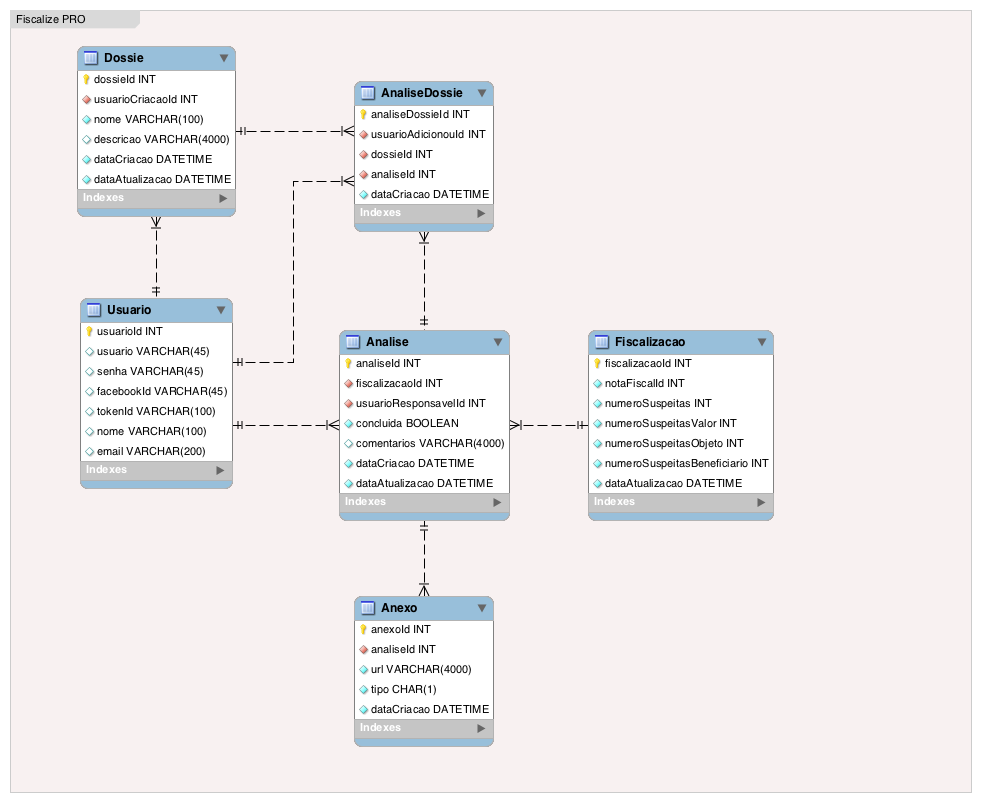 Fiscalize PRO
Dossie
dossieId INT
usuarioCriacaoId INT
nome VARCHAR(100)
descricao VARCHAR(4000)
dataCriacao DATETIME
dataAtualizacao DATETIME
Indexes
AnaliseDossie
analiseDossieId INT
usuarioAdicionouId INT
dossieId INT
analiseId INT
dataCriacao DATETIME
Indexes
Usuario
usuarioId INT
usuario VARCHAR(45)
senha VARCHAR(45)
facebookId VARCHAR(45)
tokenId VARCHAR(100)
nome VARCHAR(100)
email VARCHAR(200)
Indexes
Analise
analiseId INT
fiscalizacaoId INT
usuarioResponsavelId INT
concluida BOOLEAN
comentarios VARCHAR(4000)
dataCriacao DATETIME
dataAtualizacao DATETIME
Indexes
Fiscalizacao
fiscalizacaoId INT
notaFiscalId INT
numeroSuspeitas INT
numeroSuspeitasValor INT
numeroSuspeitasObjeto INT
numeroSuspeitasBeneficiario INT
dataAtualizacao DATETIME
Indexes
Anexo
anexoId INT
analiseId INT
url VARCHAR(4000)
tipo CHAR(1)
dataCriacao DATETIME
Indexes